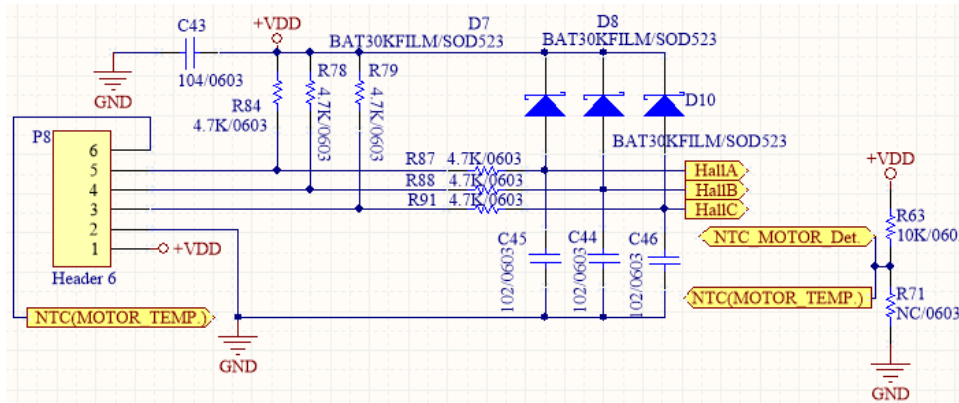 C43
+VDD
D7
D8
BAT30KFILM/SOD523
BAT30KFILM/SOD523
104/0603
GND
R84
4.7K/0603
R78
4.7K/0603
R79
4.7K/0603
D10
BAT30KFILM/SOD523
P8
6
5
4
3
2
1
+VDD
Header 6
R87
4.7K/0603
R88
4.7K/0603
R91
4.7K/0603
HallA
HallB
HallC
C45
102/0603
C44
102/0603
C46
102/0603
NTC(MOTOR_TEMP.)
GND
+VDD
R63
10K/060
NTC_MOTOR_Det.
NTC(MOTOR_TEMP.)
R71
NC/0603
GND